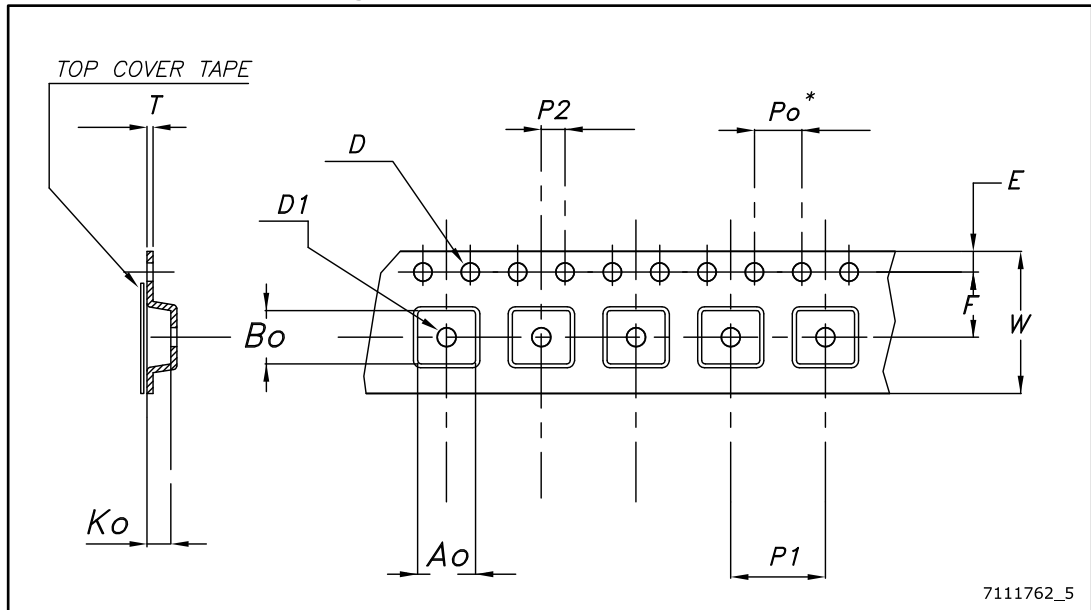 TOP COVER TAPE
T
P2
Po*
D
E
D1
Bo
F
W
Ko
Ao
P1
7111762_5